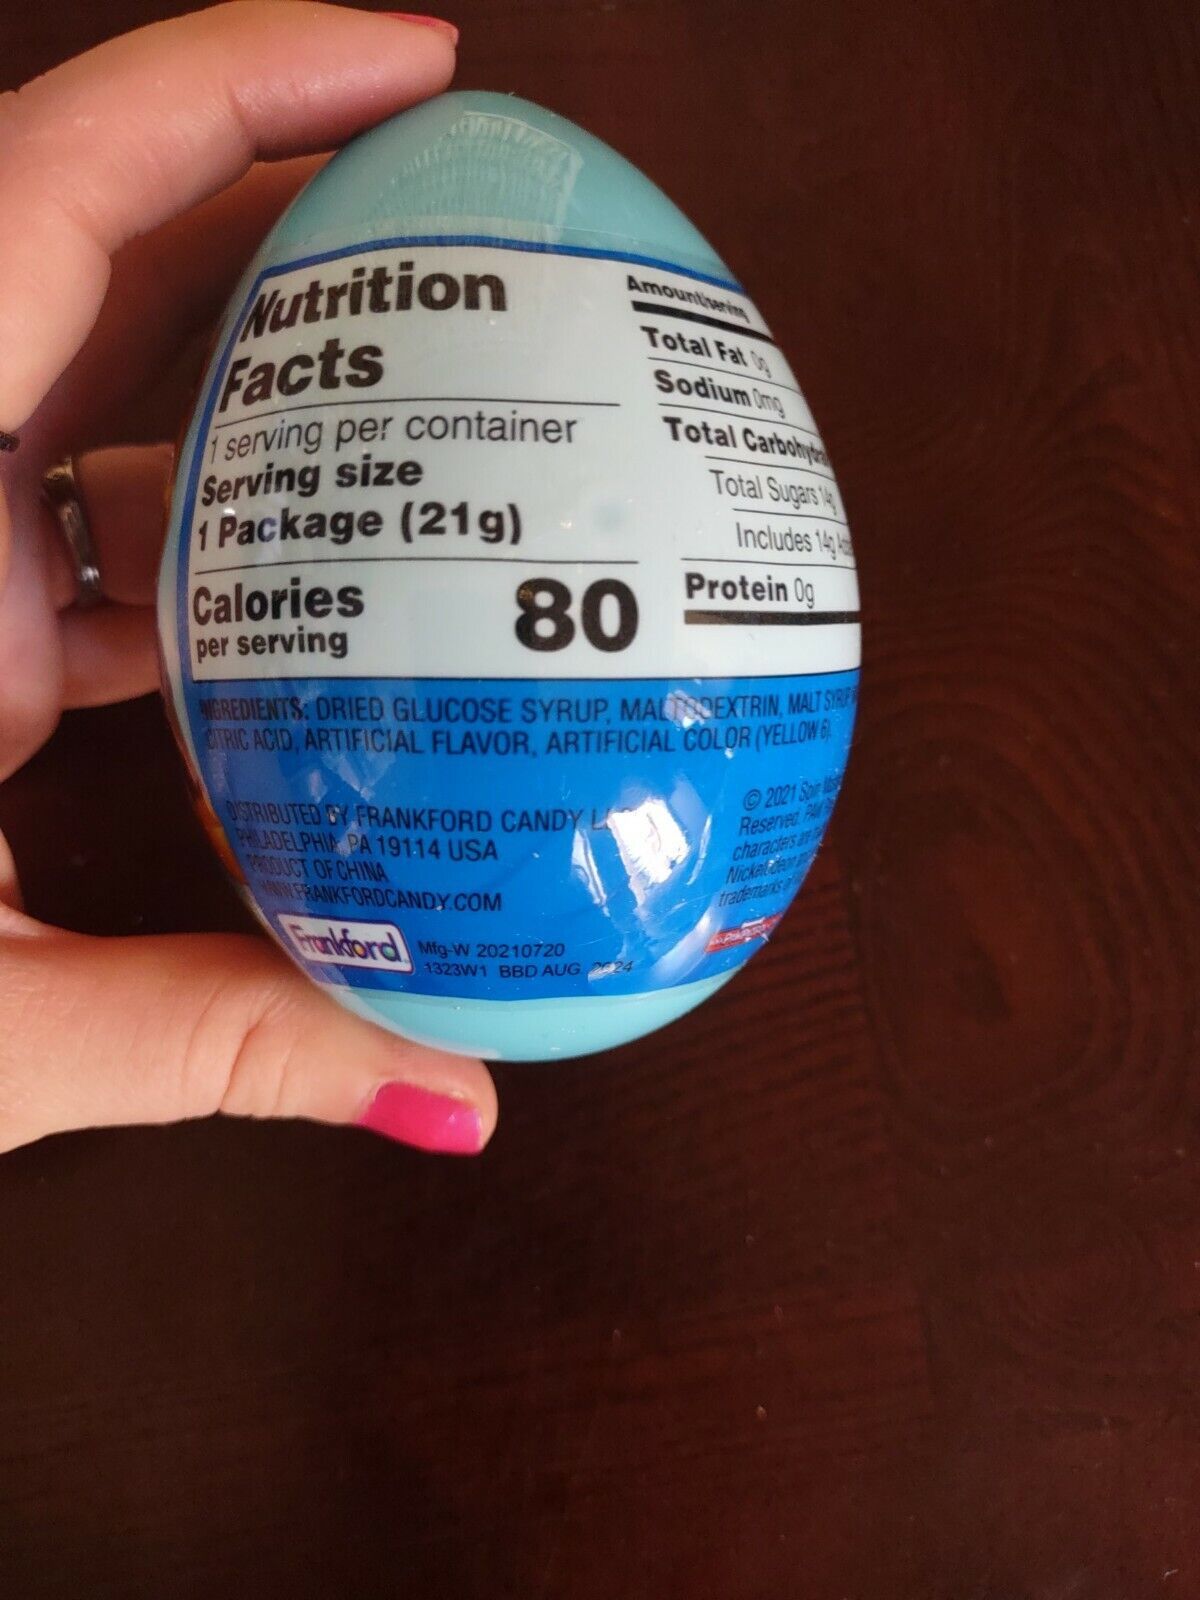 Nutrition
Facts
1 serving per container
Serving size
1 Package (21g)
Calories
per serving
80
Amount/serving
Total Fat 0g
Sodium 0mg
Total Carbohydra
Total Sugars 14g
Includes 14g
Protein 0g
INGREDIENTS: DRIED GLUCOSE SYRUP, MALTODEXTRIN, MALT SYRUP
CITRIC ACID, ARTIFICIAL FLAVOR, ARTIFICIAL COLOR (YELLOW 6).
DISTRIBUTED BY FRANKFORD CANDY
PHILADELPHIA, PA 19114 USA
PRODUCT OF CHINA
WWW.FRANKFORDCANDY.COM
Frankford
Mfg-W 20210720
1323W1 BBD AUG 2024
© 2021 Spin
Reserved. PAW
characters are
Nickelodeon
trademarks of